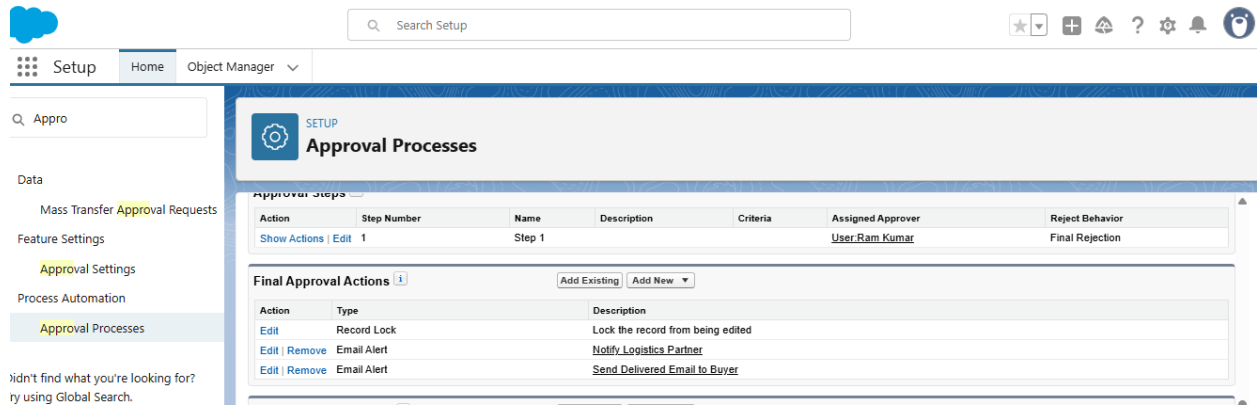 Search Setup
Setup Home Object Manager
Appro
SETUP
Approval Processes
Data
Mass Transfer Approval Requests
Feature Settings
Approval Settings
Process Automation
Approval Processes
Didn't find what you're looking for?
Try using Global Search.
Approval Steps
Action Step Number Name Description Criteria Assigned Approver Reject Behavior
Show Actions | Edit 1 Step 1 User:Ram Kumar Final Rejection
Final Approval Actions i Add Existing Add New
Action Type Description
Edit Record Lock Lock the record from being edited
Edit | Remove Email Alert Notify Logistics Partner
Edit | Remove Email Alert Send Delivered Email to Buyer